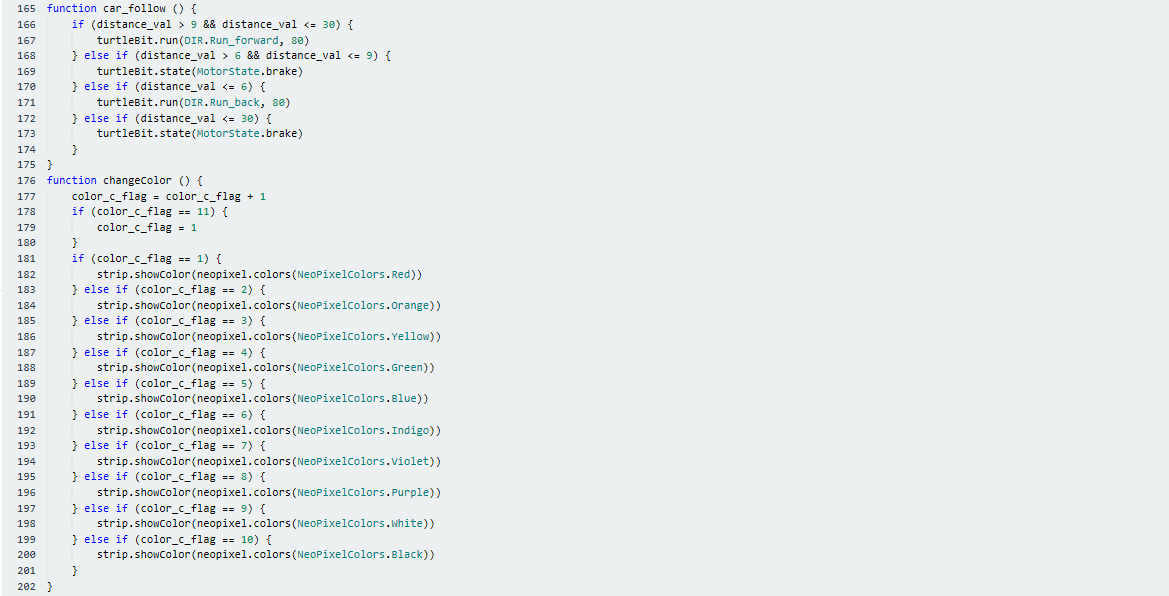 165 function car_follow () {
166     if (distance_val > 9 && distance_val <= 30) {
167         turtleBit.run(DIR.Run_forward, 80)
168     } else if (distance_val > 6 && distance_val <= 9) {
169         turtleBit.state(MotorState.brake)
170     } else if (distance_val <= 6) {
171         turtleBit.run(DIR.Run_back, 80)
172     } else if (distance_val <= 30) {
173         turtleBit.state(MotorState.brake)
174     }
175 }
176 function changeColor () {
177     color_c_flag = color_c_flag + 1
178     if (color_c_flag == 11) {
179         color_c_flag = 1
180     }
181     if (color_c_flag == 1) {
182         strip.showColor(neopixel.colors(NeoPixelColors.Red))
183     } else if (color_c_flag == 2) {
184         strip.showColor(neopixel.colors(NeoPixelColors.Orange))
185     } else if (color_c_flag == 3) {
186         strip.showColor(neopixel.colors(NeoPixelColors.Yellow))
187     } else if (color_c_flag == 4) {
188         strip.showColor(neopixel.colors(NeoPixelColors.Green))
189     } else if (color_c_flag == 5) {
190         strip.showColor(neopixel.colors(NeoPixelColors.Blue))
191     } else if (color_c_flag == 6) {
192         strip.showColor(neopixel.colors(NeoPixelColors.Indigo))
193     } else if (color_c_flag == 7) {
194         strip.showColor(neopixel.colors(NeoPixelColors.Violet))
195     } else if (color_c_flag == 8) {
196         strip.showColor(neopixel.colors(NeoPixelColors.Purple))
197     } else if (color_c_flag == 9) {
198         strip.showColor(neopixel.colors(NeoPixelColors.White))
199     } else if (color_c_flag == 10) {
200         strip.showColor(neopixel.colors(NeoPixelColors.Black))
201     }
202 }